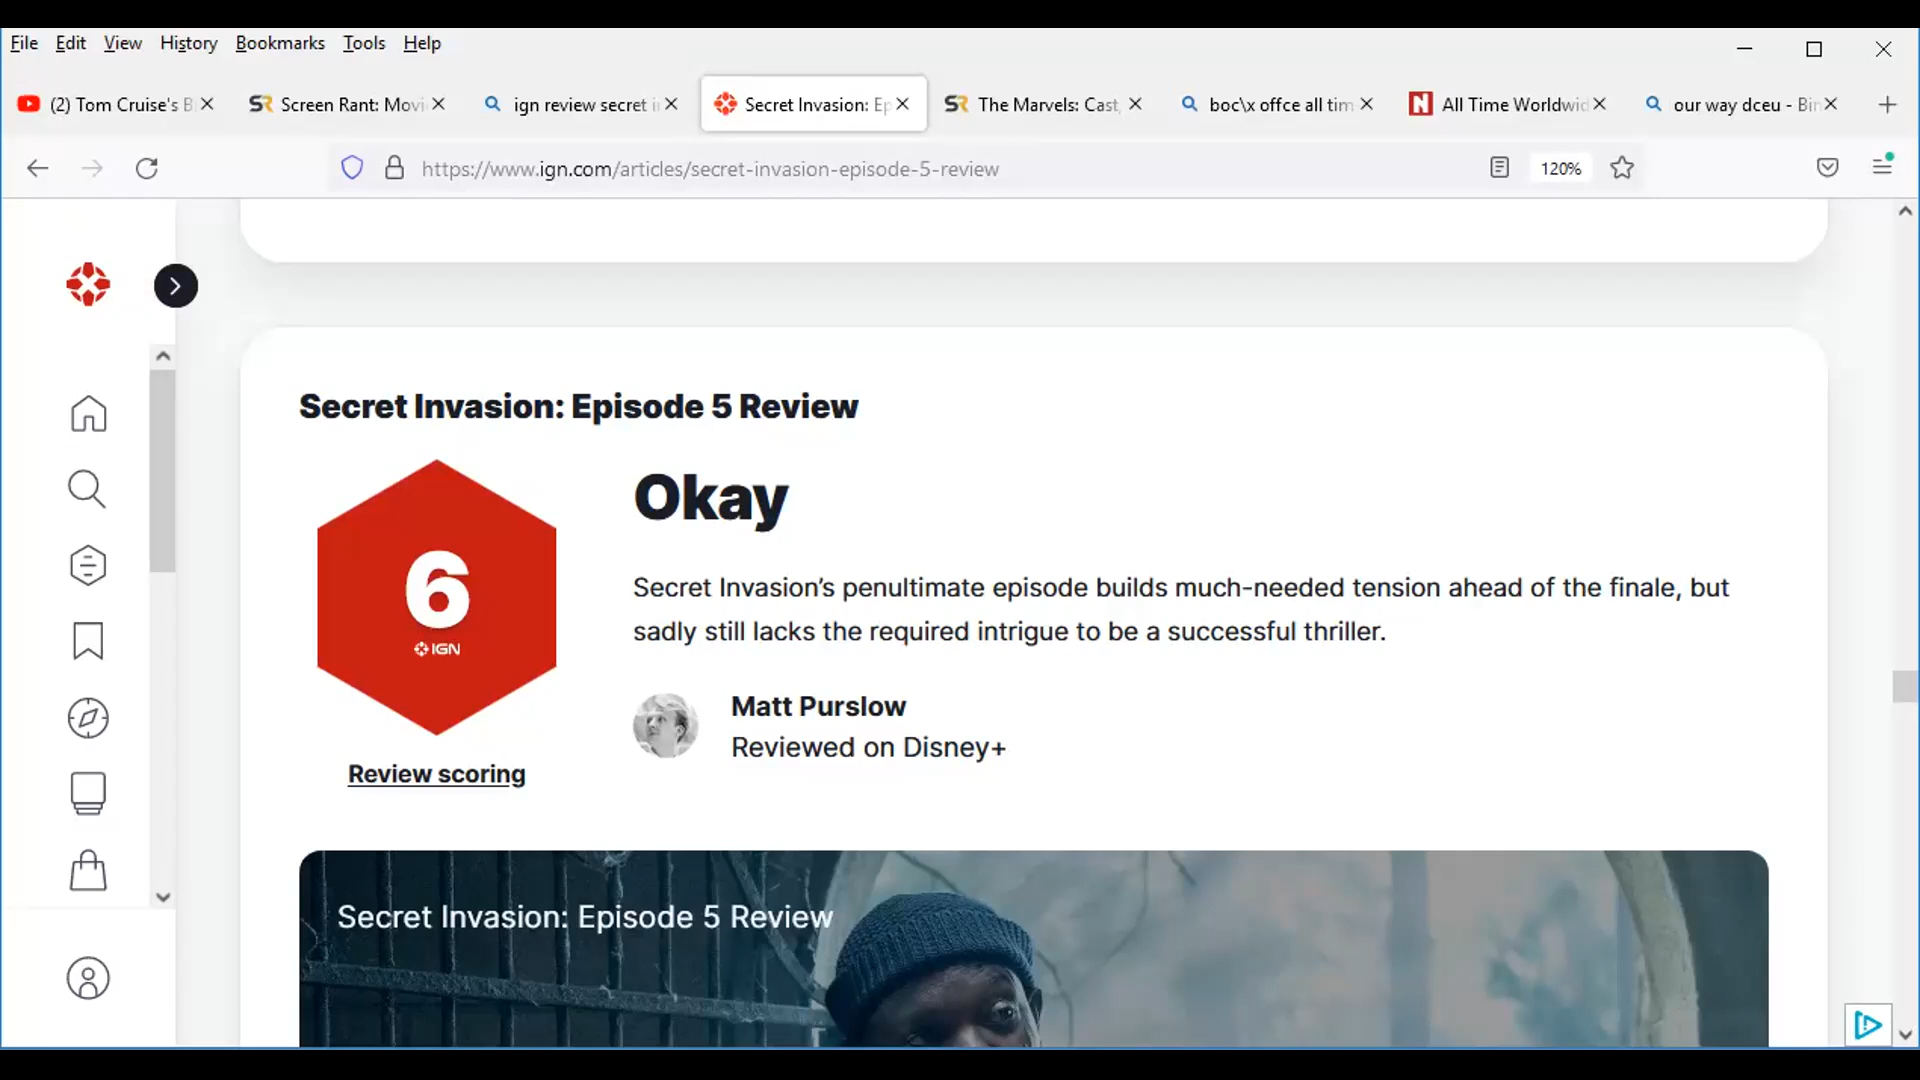 File Edit View History Bookmarks Tools Help
(2) Tom Cruise's B
Screen Rant: Movi
ign review secret i
Secret Invasion: Ep
The Marvels: Cast,
boc\x offce all tim
All Time Worldwid
our way dceu - Bin
https://www.ign.com/articles/secret-invasion-episode-5-review
120%
Secret Invasion: Episode 5 Review
6
IGN
Review scoring
Okay
Secret Invasion’s penultimate episode builds much-needed tension ahead of the finale, but
sadly still lacks the required intrigue to be a successful thriller.
Matt Purslow
Reviewed on Disney+
Secret Invasion: Episode 5 Review